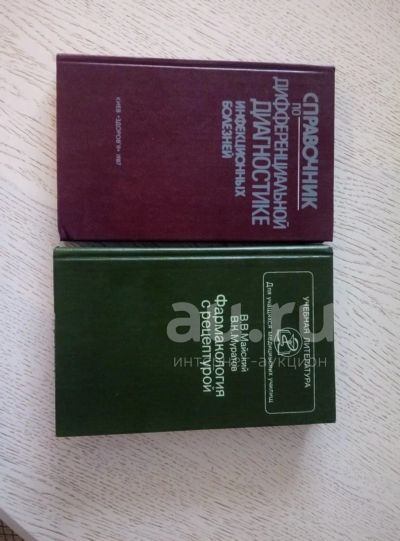 СПРАВОЧНИК
ПО
ДИФФЕРЕНЦИАЛЬНОЙ
ДИАГНОСТИКЕ
ИНФЕКЦИОННЫХ
БОЛЕЗНЕЙ
КИЕВ «ЗДОРОВ'Я» 1987
УЧЕБНАЯ ЛИТЕРАТУРА
Для учащихся медицинских училищ
В.В.Майский
В.К.Муратов
Фармакология
с рецептурой
au.ru
интернет-аукцион